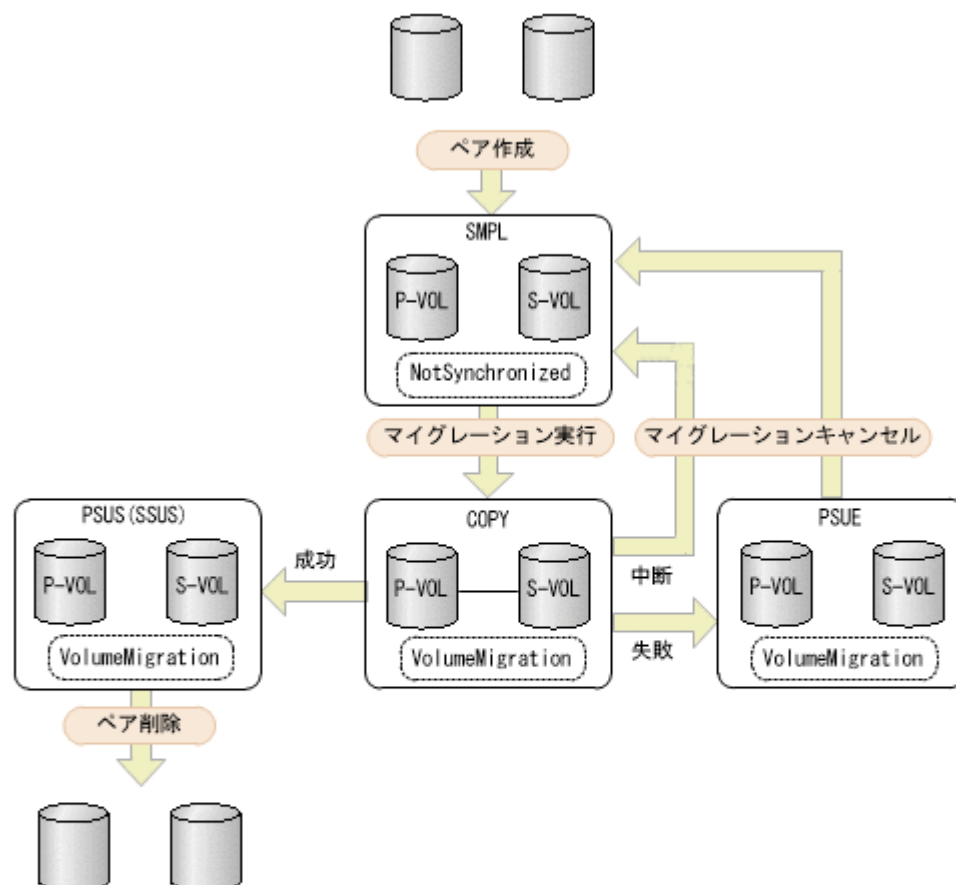 ペア作成
SMPL
P-VOL
S-VOL
NotSynchronized
マイグレーション実行
マイグレーションキャンセル
PSUS(SSUS)
P-VOL
S-VOL
VolumeMigration
成功
COPY
P-VOL
S-VOL
VolumeMigration
中断
失敗
PSUE
P-VOL
S-VOL
VolumeMigration
ペア削除